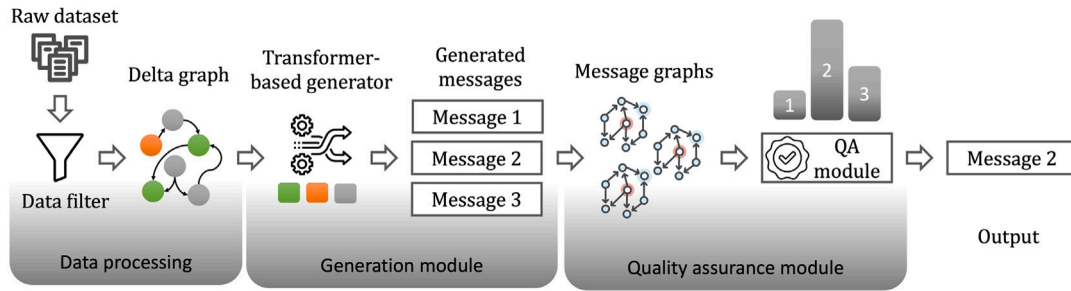 Raw dataset
Data filter
Delta graph
Data processing
Transformer-
based generator
Generated
messages
Message 1
Message 2
Message 3
Generation module
Message graphs
1
2
3
QA
module
Quality assurance module
Message 2
Output